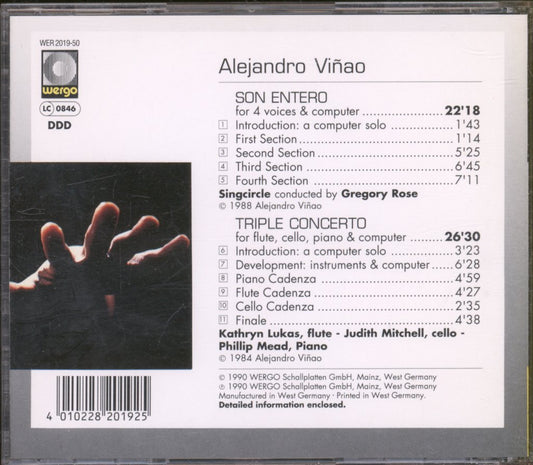 WER 2019-50
wergo
LC 0846
DDD
Alejandro Viñao
SON ENTERO
for 4 voices & computer ..................... 22'18
1 Introduction: a computer solo ............. 1'43
2 First Section ............. 1'14
3 Second Section ............. 5'25
4 Third Section ............. 6'45
5 Fourth Section ............. 7'11
Singcircle conducted by Gregory Rose
© 1988 Alejandro Viñao
TRIPLE CONCERTO
for flute, cello, piano & computer ......... 26'30
6 Introduction: a computer solo ............. 3'23
7 Development: instruments & computer ...... 6'28
8 Piano Cadenza ............. 4'59
9 Flute Cadenza ............. 4'27
10 Cello Cadenza ............. 2'35
11 Finale ............. 4'38
Kathryn Lukas, flute - Judith Mitchell, cello -
Phillip Mead, Piano
© 1984 Alejandro Viñao
© 1990 WERGO Schallplatten GmbH, Mainz, West Germany
℗ 1990 WERGO Schallplatten GmbH, Mainz, West Germany
Manufactured in West Germany · Printed in West Germany.
Detailed information enclosed.
4 010228 201925